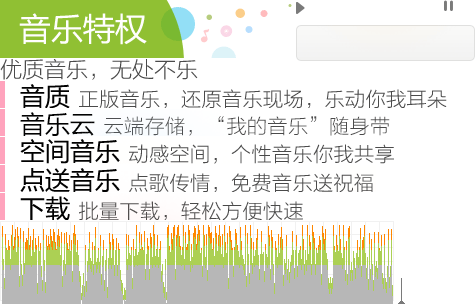 音乐特权
优质音乐，无处不乐
音质 正版音乐，还原音乐现场，乐动你我耳朵
音乐云 云端存储，“我的音乐”随身带
空间音乐 动感空间，个性音乐你我共享
点送音乐 点歌传情，免费音乐送祝福
下载 批量下载，轻松方便快速